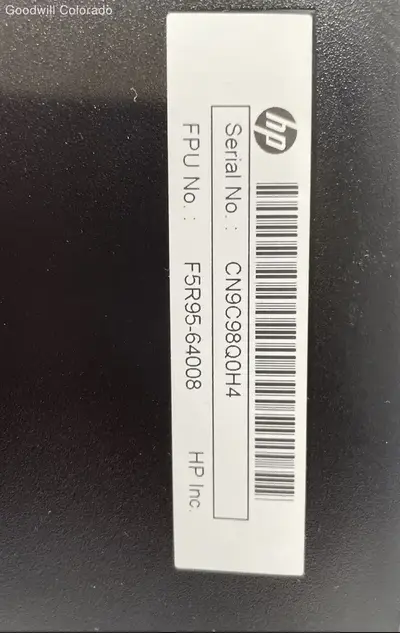 Goodwill Colorado
hp
Serial No. : CN9C98Q0H4
FPU No. : F5R95-64008 HP Inc.